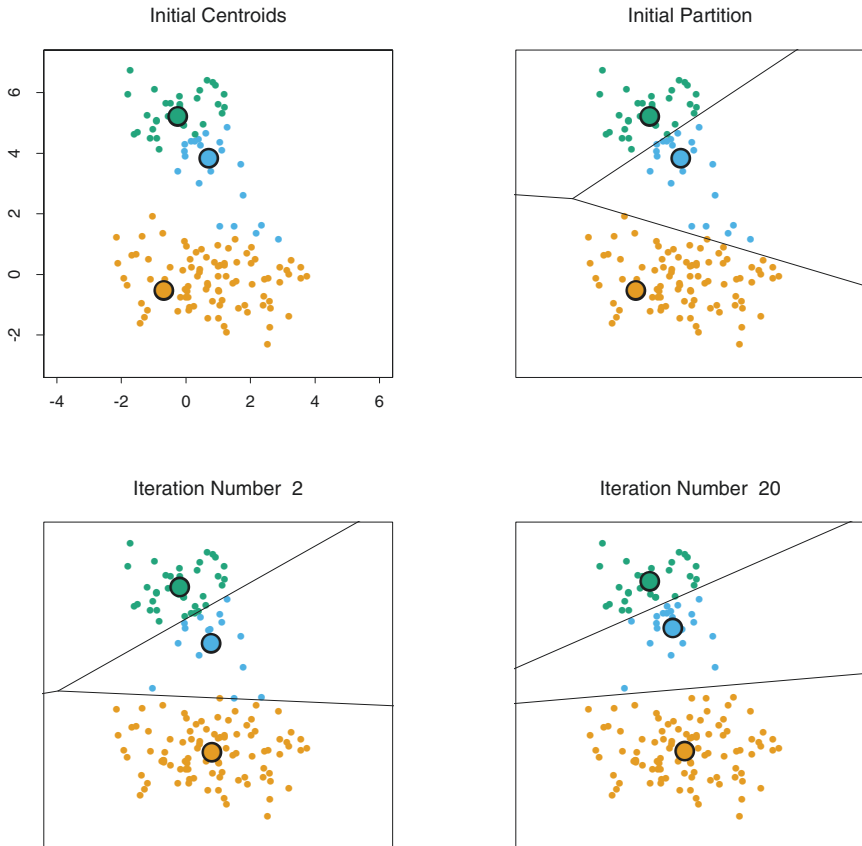 Initial Centroids
Initial Partition
6
4
2
0
-2
-4 -2 0 2 4 6
Iteration Number 2
Iteration Number 20